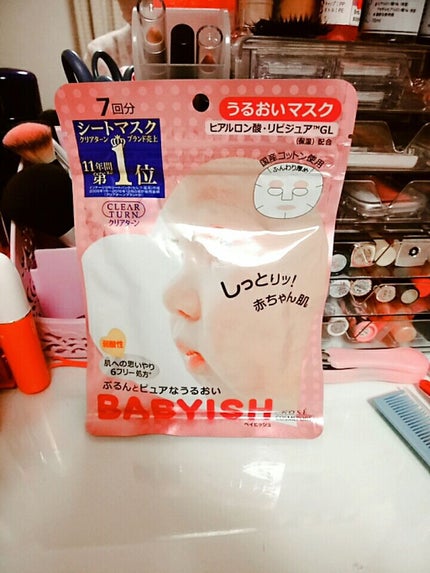 7回分
うるおいマスク
シートマスク
クリアターン ブランド売上
ヒアルロン酸・リピジュア™GL
(保湿) 配合
11年間
第1位
国産コットン使用
ふんわり厚め
CLEAR
TURN
クリアターン
しっとりッ!
赤ちゃん肌
弱酸性
肌への思いやり
6フリー処方*
ぷるんとピュアなうるおい
BABYISH
ベイビッシュ
KOSÉ